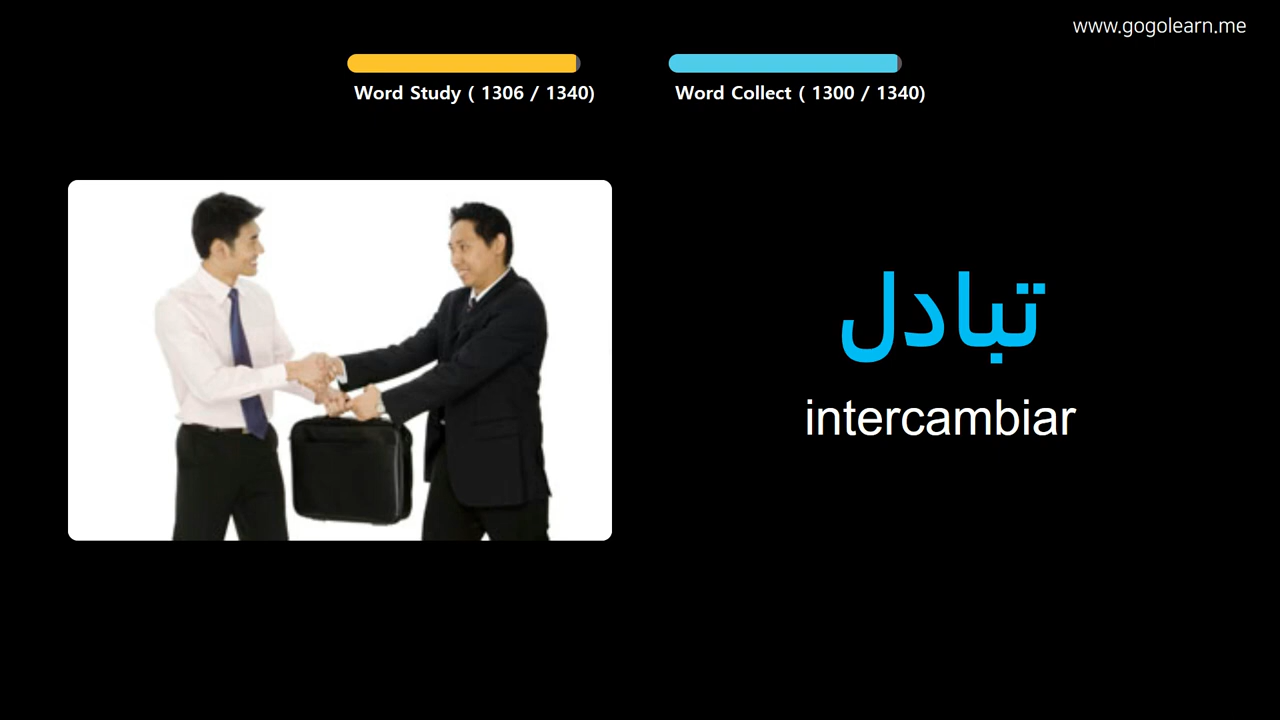 www.gogolearn.me
Word Study ( 1306 / 1340)
Word Collect ( 1300 / 1340)
تبادل
intercambiar